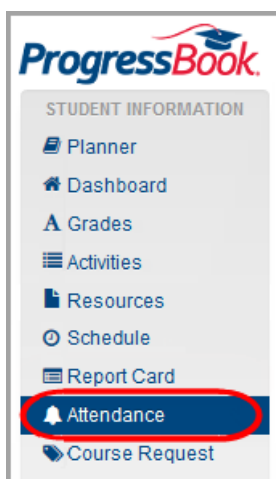 ProgressBook.
STUDENT INFORMATION
Planner
Dashboard
Grades
Activities
Resources
Schedule
Report Card
Attendance
Course Request